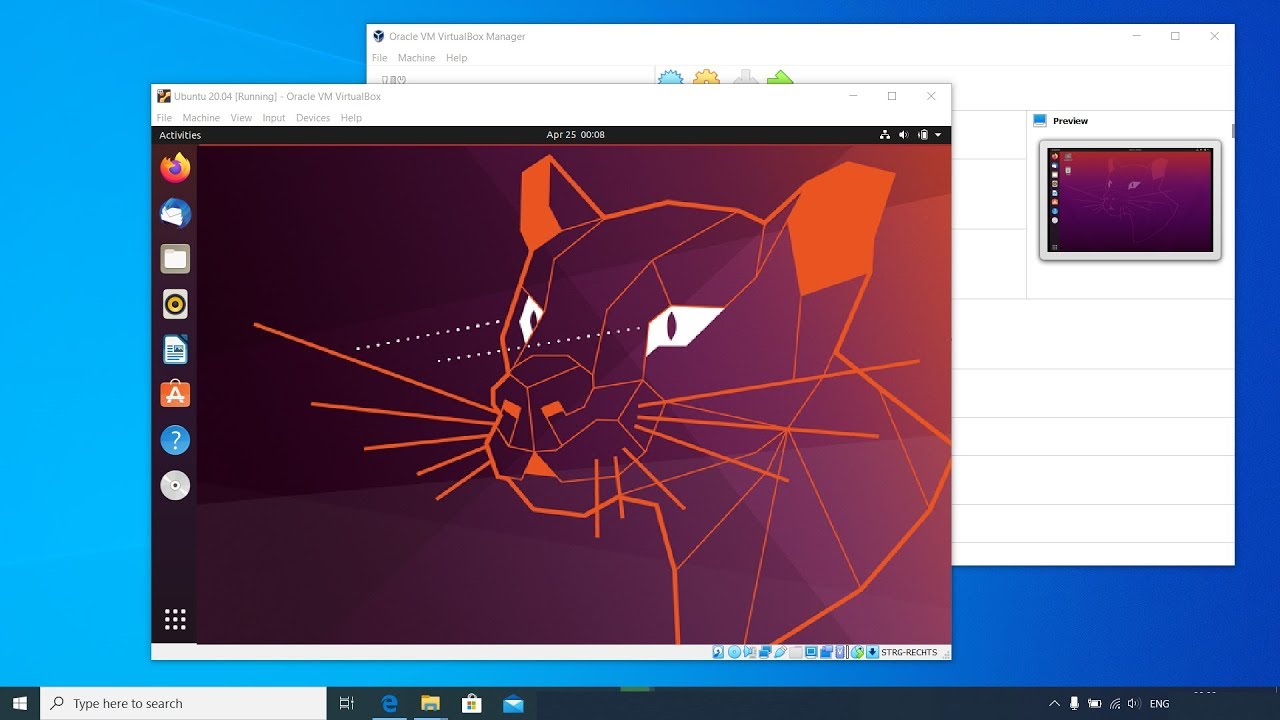 Oracle VM VirtualBox Manager
File Machine Help
Ubuntu 20.04 [Running] - Oracle VM VirtualBox
File Machine View Input Devices Help
Activities
Apr 25 00:08
Preview
STRG-RECHTS
Type here to search
ENG